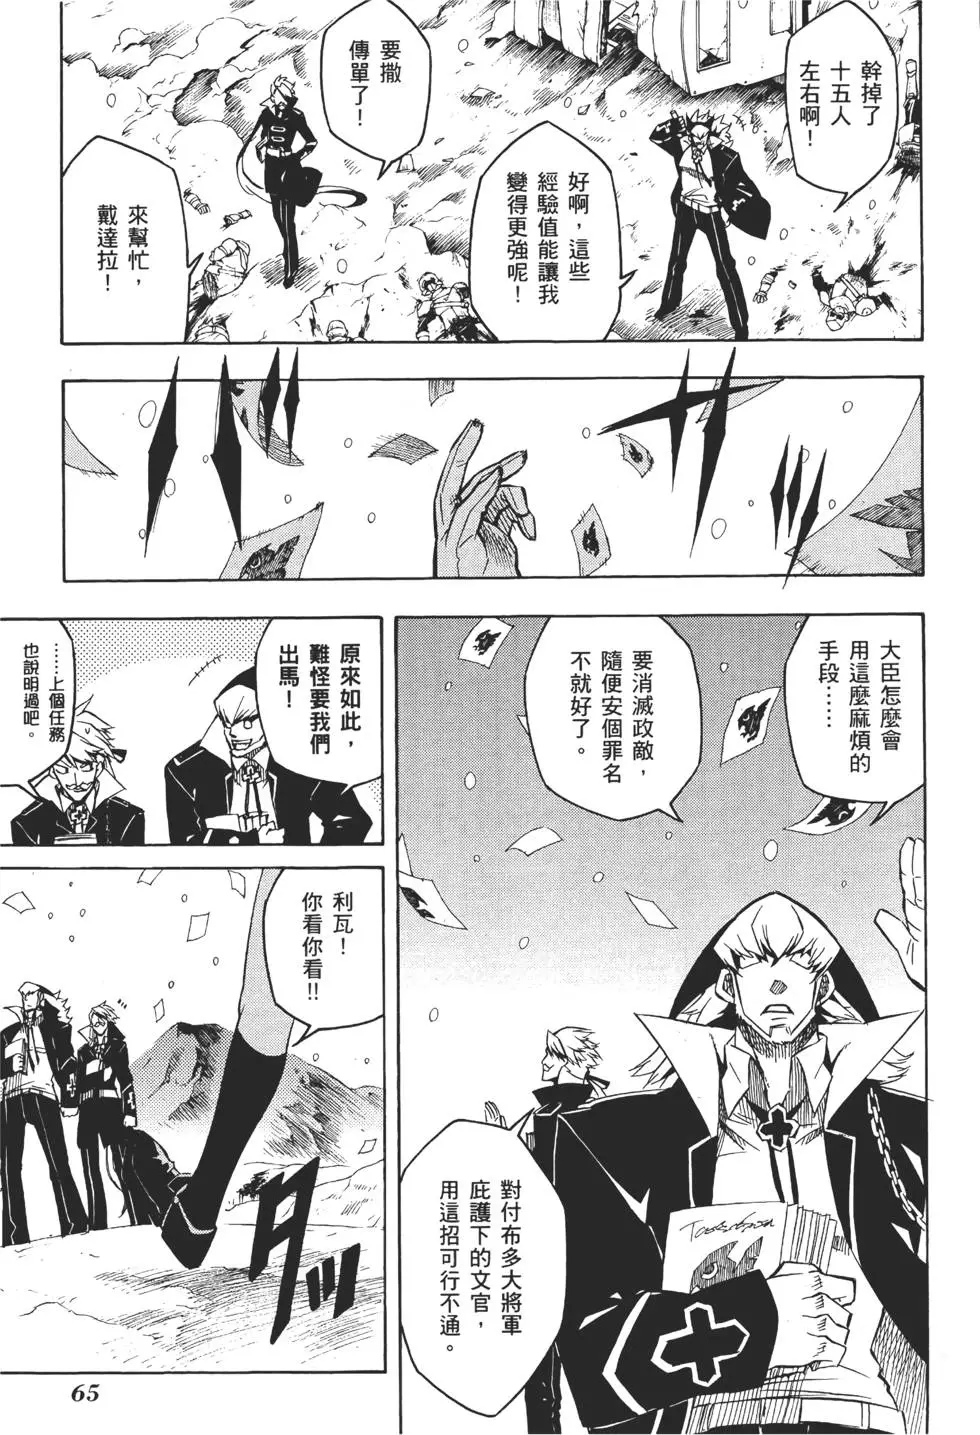 幹掉了
十五人
左右啊！
好啊，這些
經驗值能讓我
變得更強呢！
要撒
傳單了！
來幫忙，
戴達拉！
大臣怎麼會
用這麼麻煩的
手段……
要消滅政敵，
隨便安個罪名
不就好了。
對付布多大將軍
庇護下的文官，
用這招可行不通。
原來如此，
難怪要我們
出馬！
……上個任務
也說明過吧。
利瓦！
你看你看!!
65